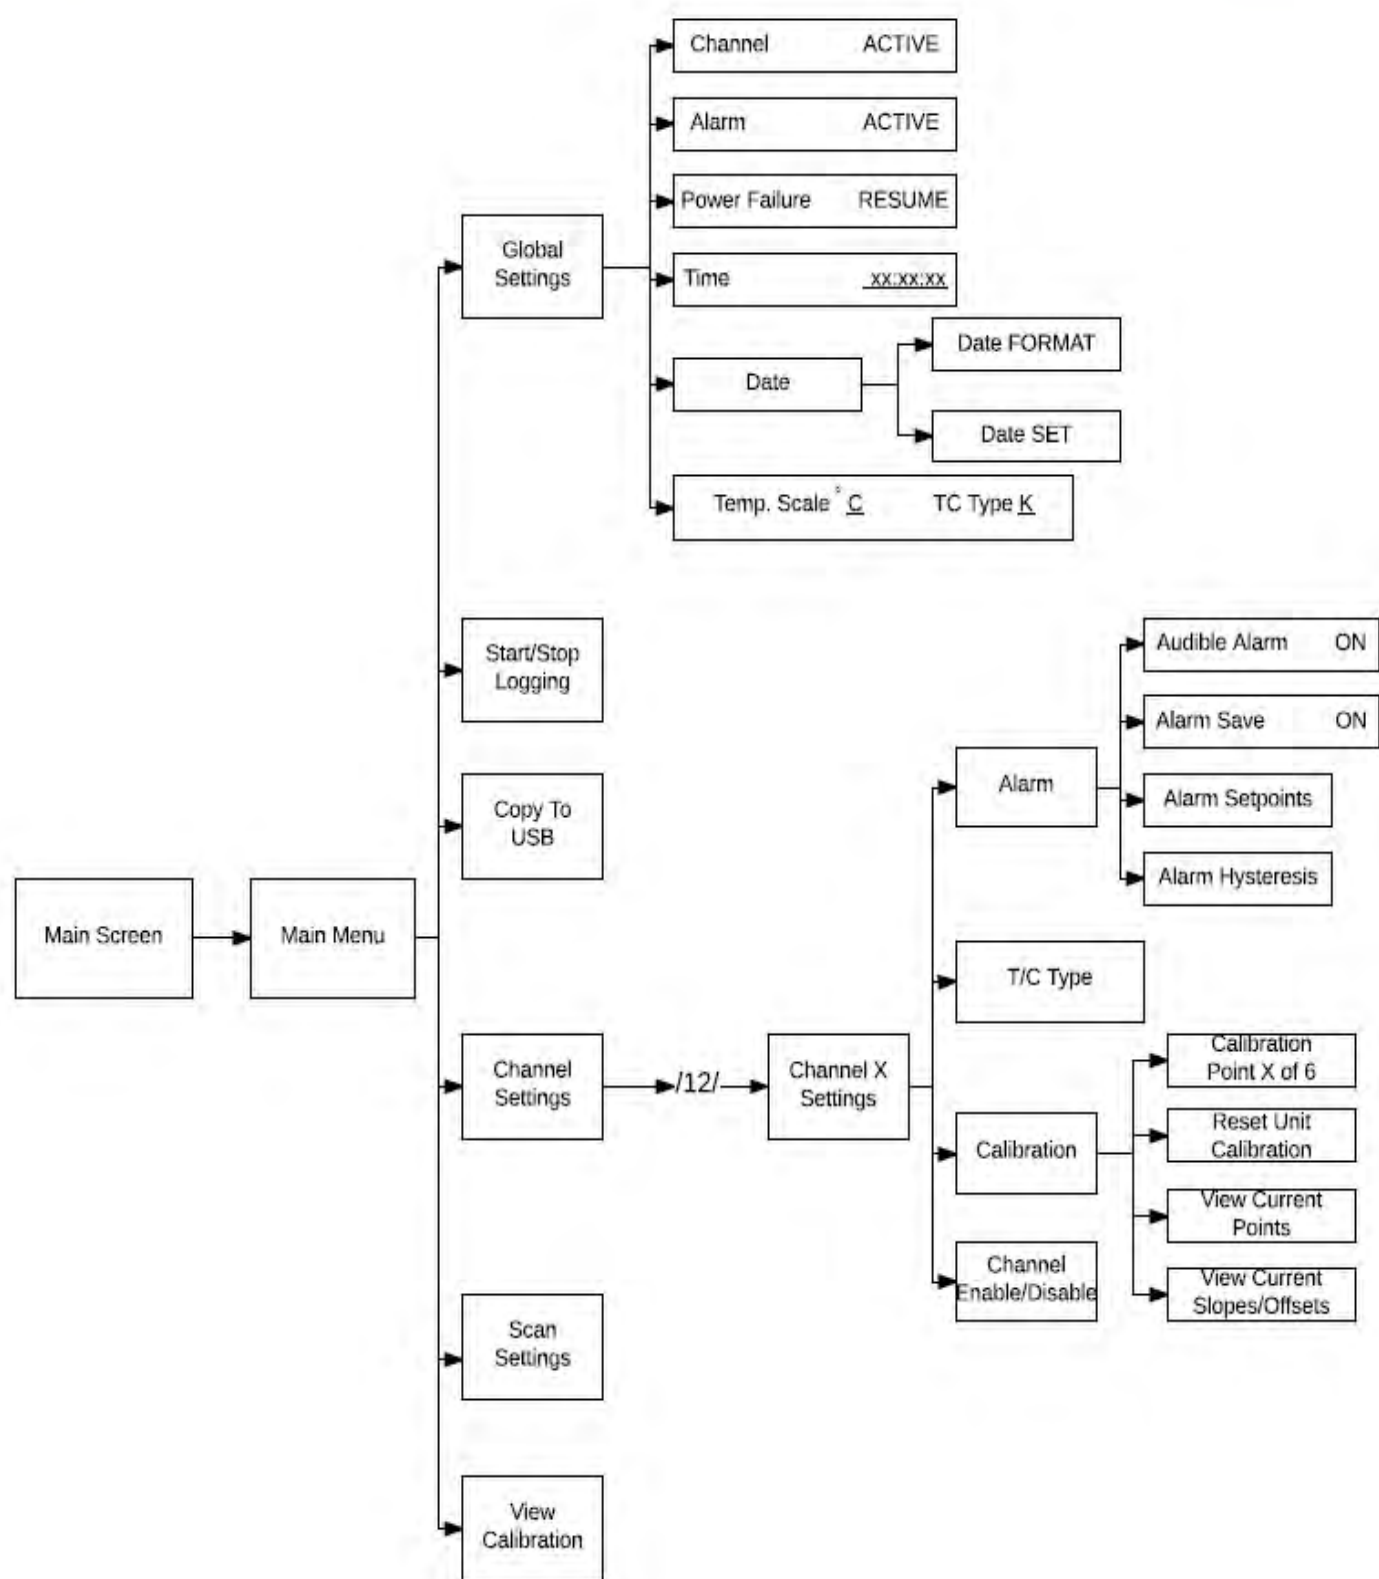 Channel ACTIVE
Alarm ACTIVE
Power Failure RESUME
Global
Settings
Time xx:xx:xx
Date FORMAT
Date
Date SET
Temp. Scale ° C TC Type K
Start/Stop
Logging
Audible Alarm ON
Alarm Save ON
Alarm
Alarm Setpoints
Alarm Hysteresis
Copy To
USB
Main Screen
Main Menu
T/C Type
Channel
Settings
/12/
Channel X
Settings
Calibration
Point X of 6
Reset Unit
Calibration
Calibration
View Current
Points
Channel
Enable/Disable
View Current
Slopes/Offsets
Scan
Settings
View
Calibration